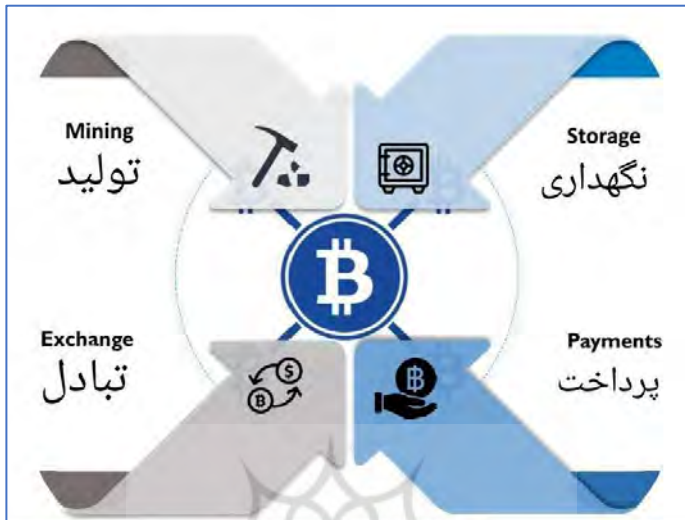 Mining
تولید
Storage
نگهداری
Exchange
تبادل
Payments
پرداخت